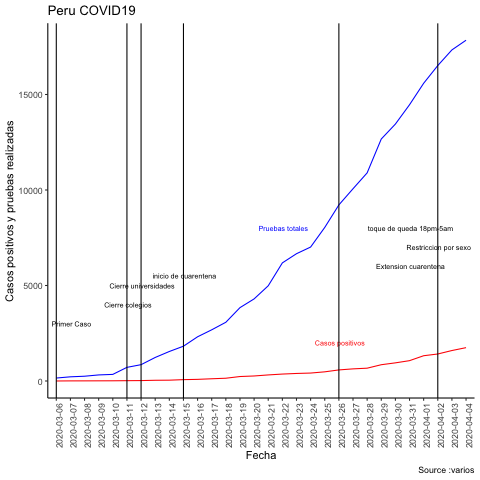 Peru COVID19
Casos positivos y pruebas realizadas
15000
10000
5000
0
Pruebas totales
toque de queda 18pm-5am
Restriccion por sexo
Extension cuarentena
inicio de cuarentena
Cierre universidades
Cierre colegios
Primer Caso
Casos positivos
2020-03-06
2020-03-07
2020-03-08
2020-03-09
2020-03-10
2020-03-11
2020-03-12
2020-03-13
2020-03-14
2020-03-15
2020-03-16
2020-03-17
2020-03-18
2020-03-19
2020-03-20
2020-03-21
2020-03-22
2020-03-23
2020-03-24
2020-03-25
2020-03-26
2020-03-27
2020-03-28
2020-03-29
2020-03-30
2020-03-31
2020-04-01
2020-04-02
2020-04-03
2020-04-04
Fecha
Source :varios